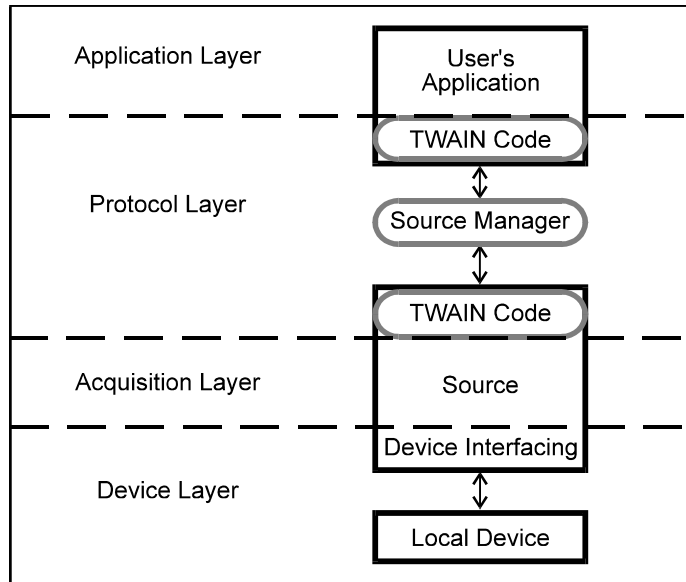 Application Layer
User's
Application
TWAIN Code
Protocol Layer
Source Manager
TWAIN Code
Acquisition Layer
Source
Device Interfacing
Device Layer
Local Device